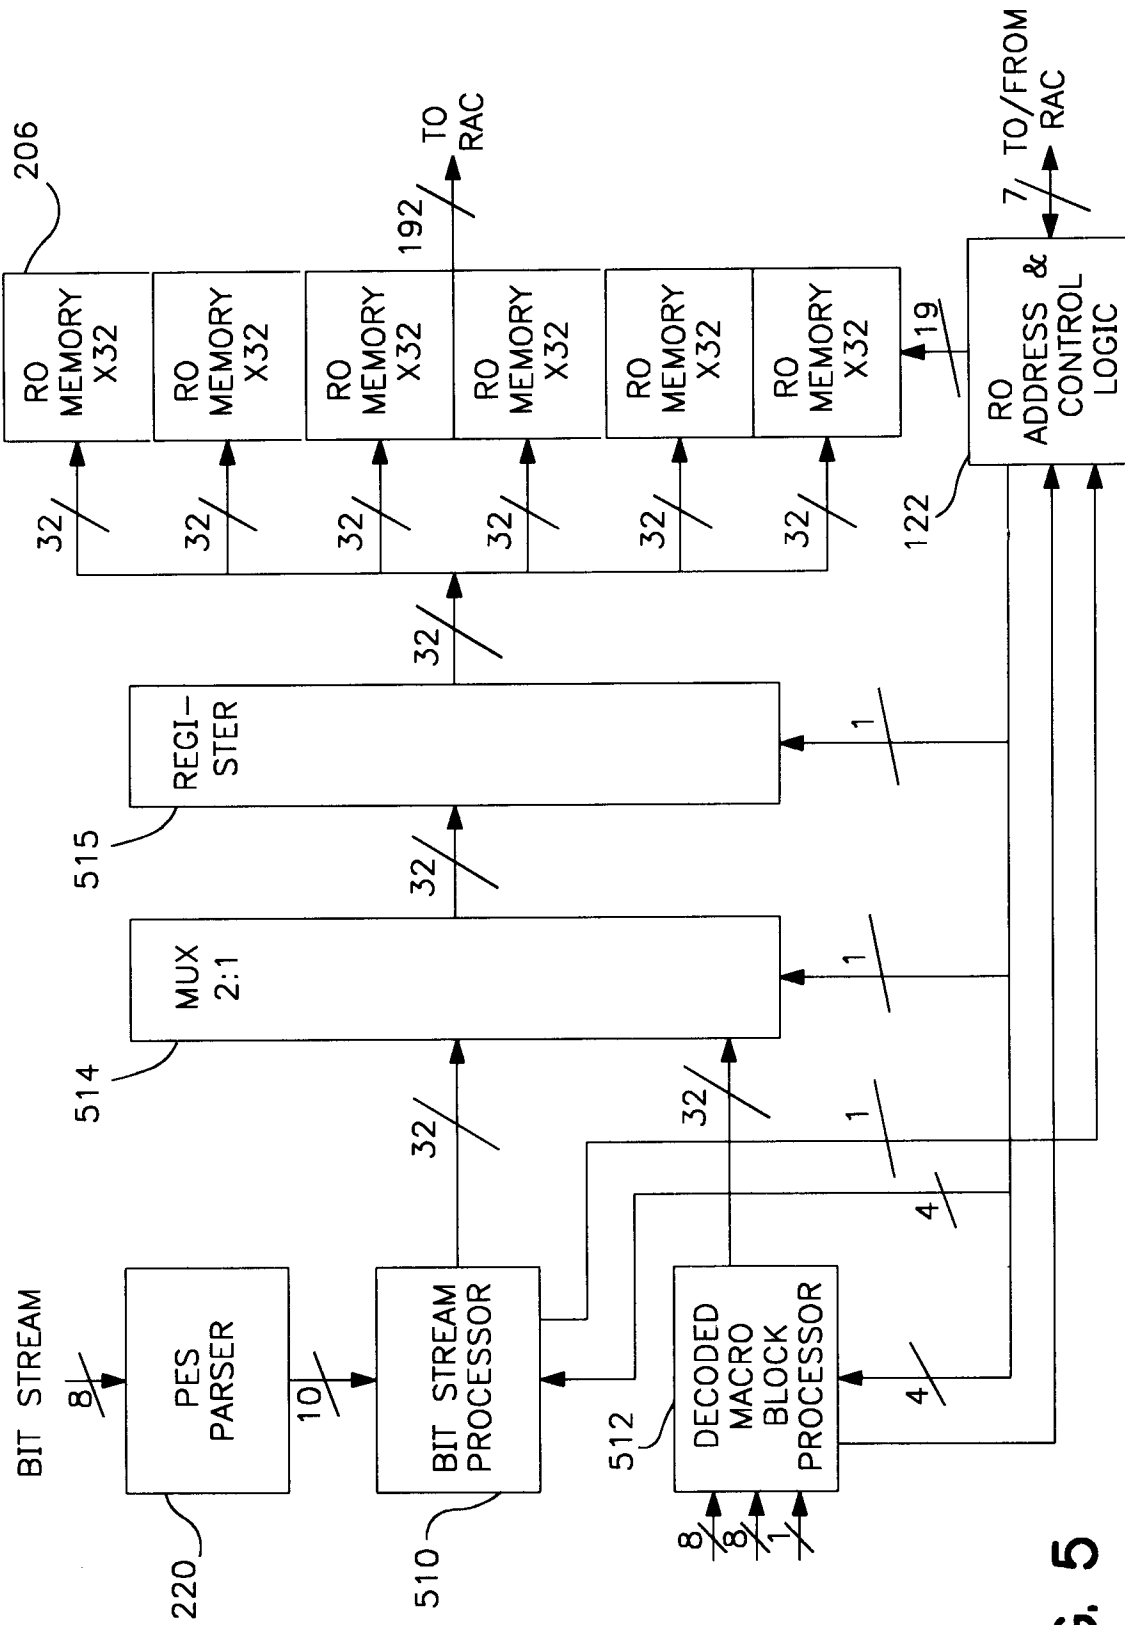 BIT STREAM
8
PES
PARSER
220
10
BIT STREAM
PROCESSOR
510
DECODED
MACRO
BLOCK
PROCESSOR
512
8
8
1
4
4
1
32
32
MUX
2:1
514
1
32
REGI-
STER
515
1
32
32
32
32
32
32
32
RO
MEMORY
X32
RO
MEMORY
X32
RO
MEMORY
X32
RO
MEMORY
X32
RO
MEMORY
X32
RO
MEMORY
X32
206
192
TO
RAC
19
RO
ADDRESS &
CONTROL
LOGIC
122
7
TO/FROM
RAC
G. 5